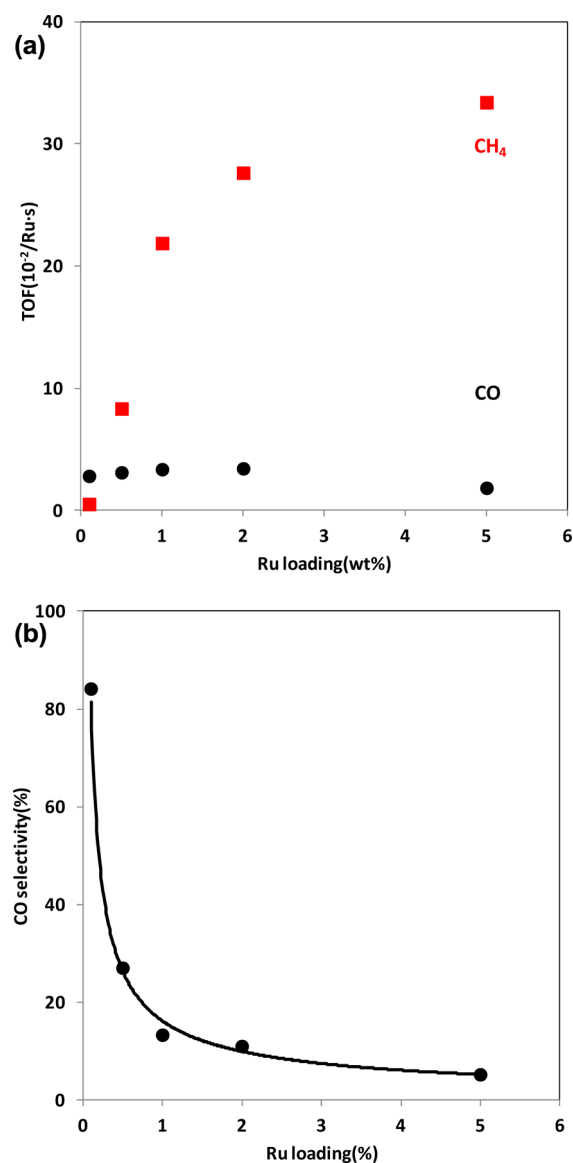 (a)
40
30
20
10
0
TOF(10⁻²/Ru·s)
CH₄
CO
0 1 2 3 4 5 6
Ru loading(wt%)
(b)
100
80
60
40
20
0
CO selectivity(%)
0 1 2 3 4 5 6
Ru loading(%)